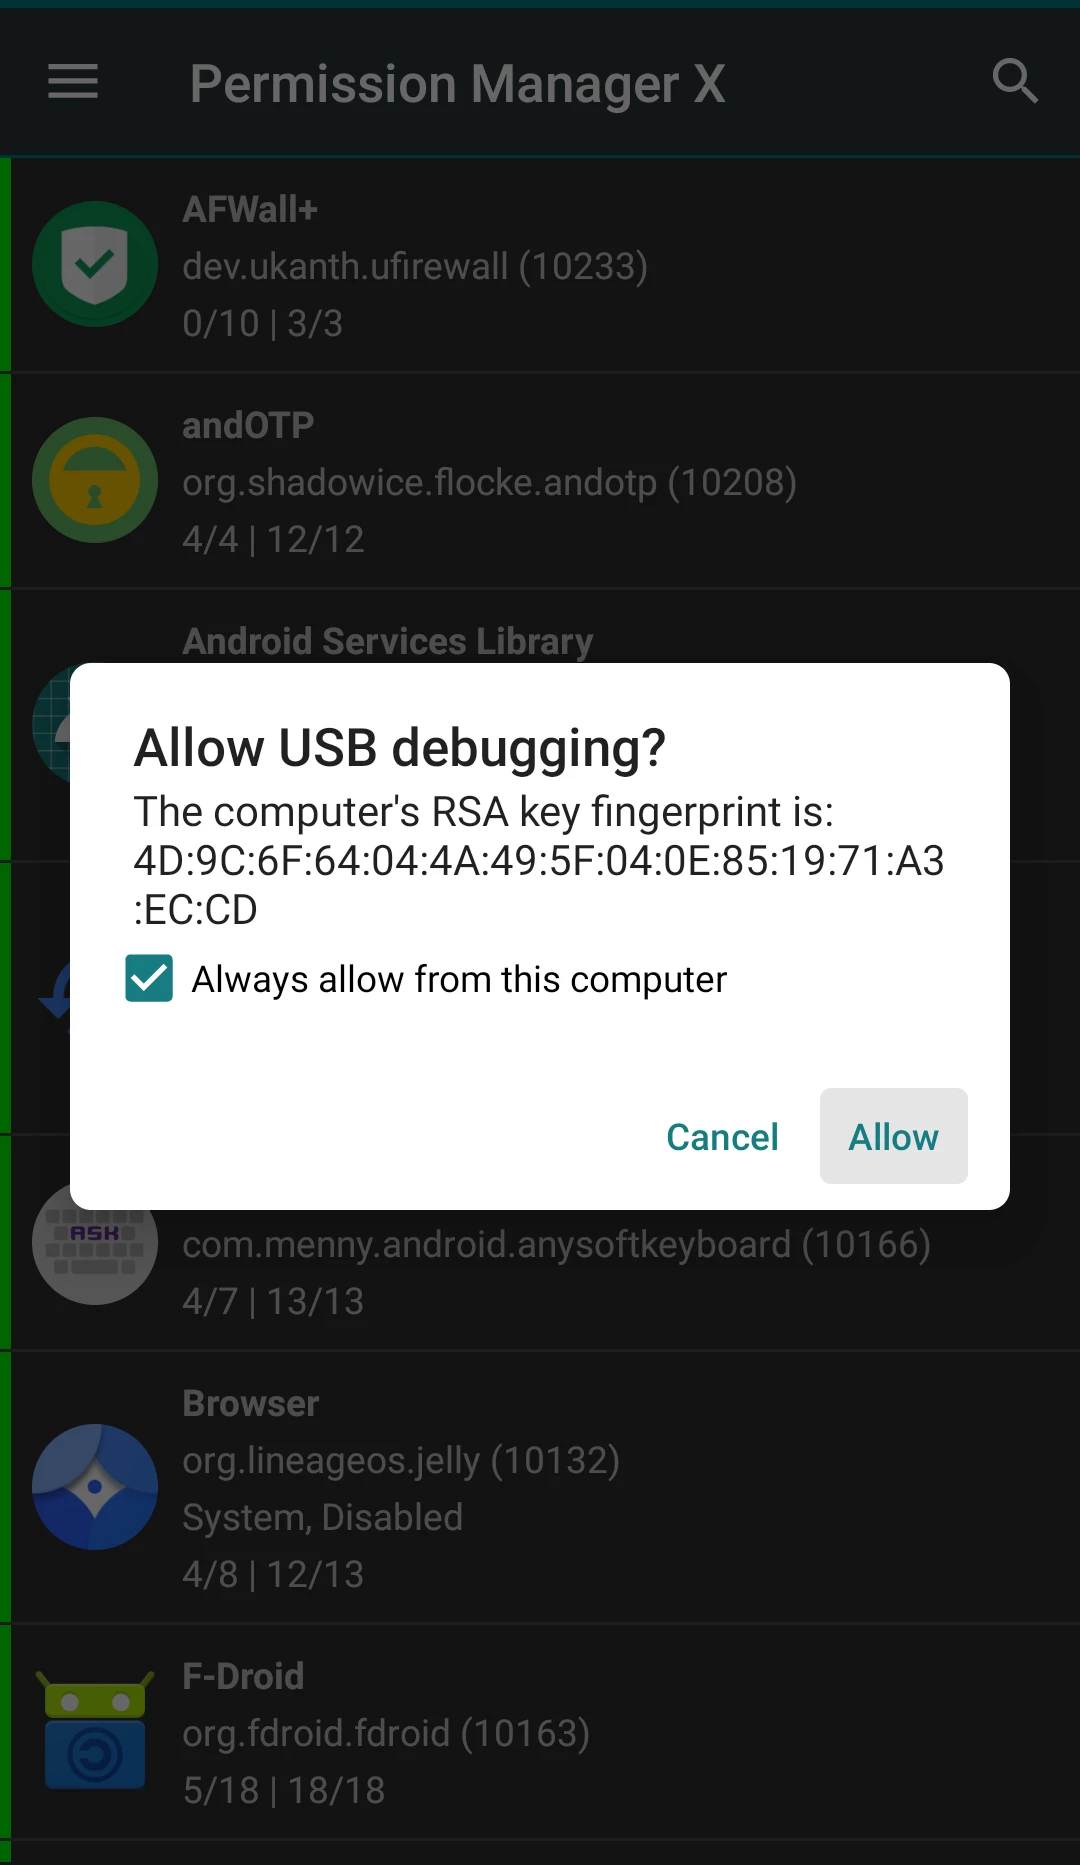 Permission Manager X
AFWall+
dev.ukanth.ufirewall (10233)
0/10 | 3/3
andOTP
org.shadowice.flocke.andotp (10208)
4/4 | 12/12
Android Services Library
Allow USB debugging?
The computer's RSA key fingerprint is:
4D:9C:6F:64:04:4A:49:5F:04:0E:85:19:71:A3
:EC:CD
Always allow from this computer
Cancel
Allow
ASK
com.menny.android.anysoftkeyboard (10166)
4/7 | 13/13
Browser
org.lineageos.jelly (10132)
System, Disabled
4/8 | 12/13
F-Droid
org.fdroid.fdroid (10163)
5/18 | 18/18